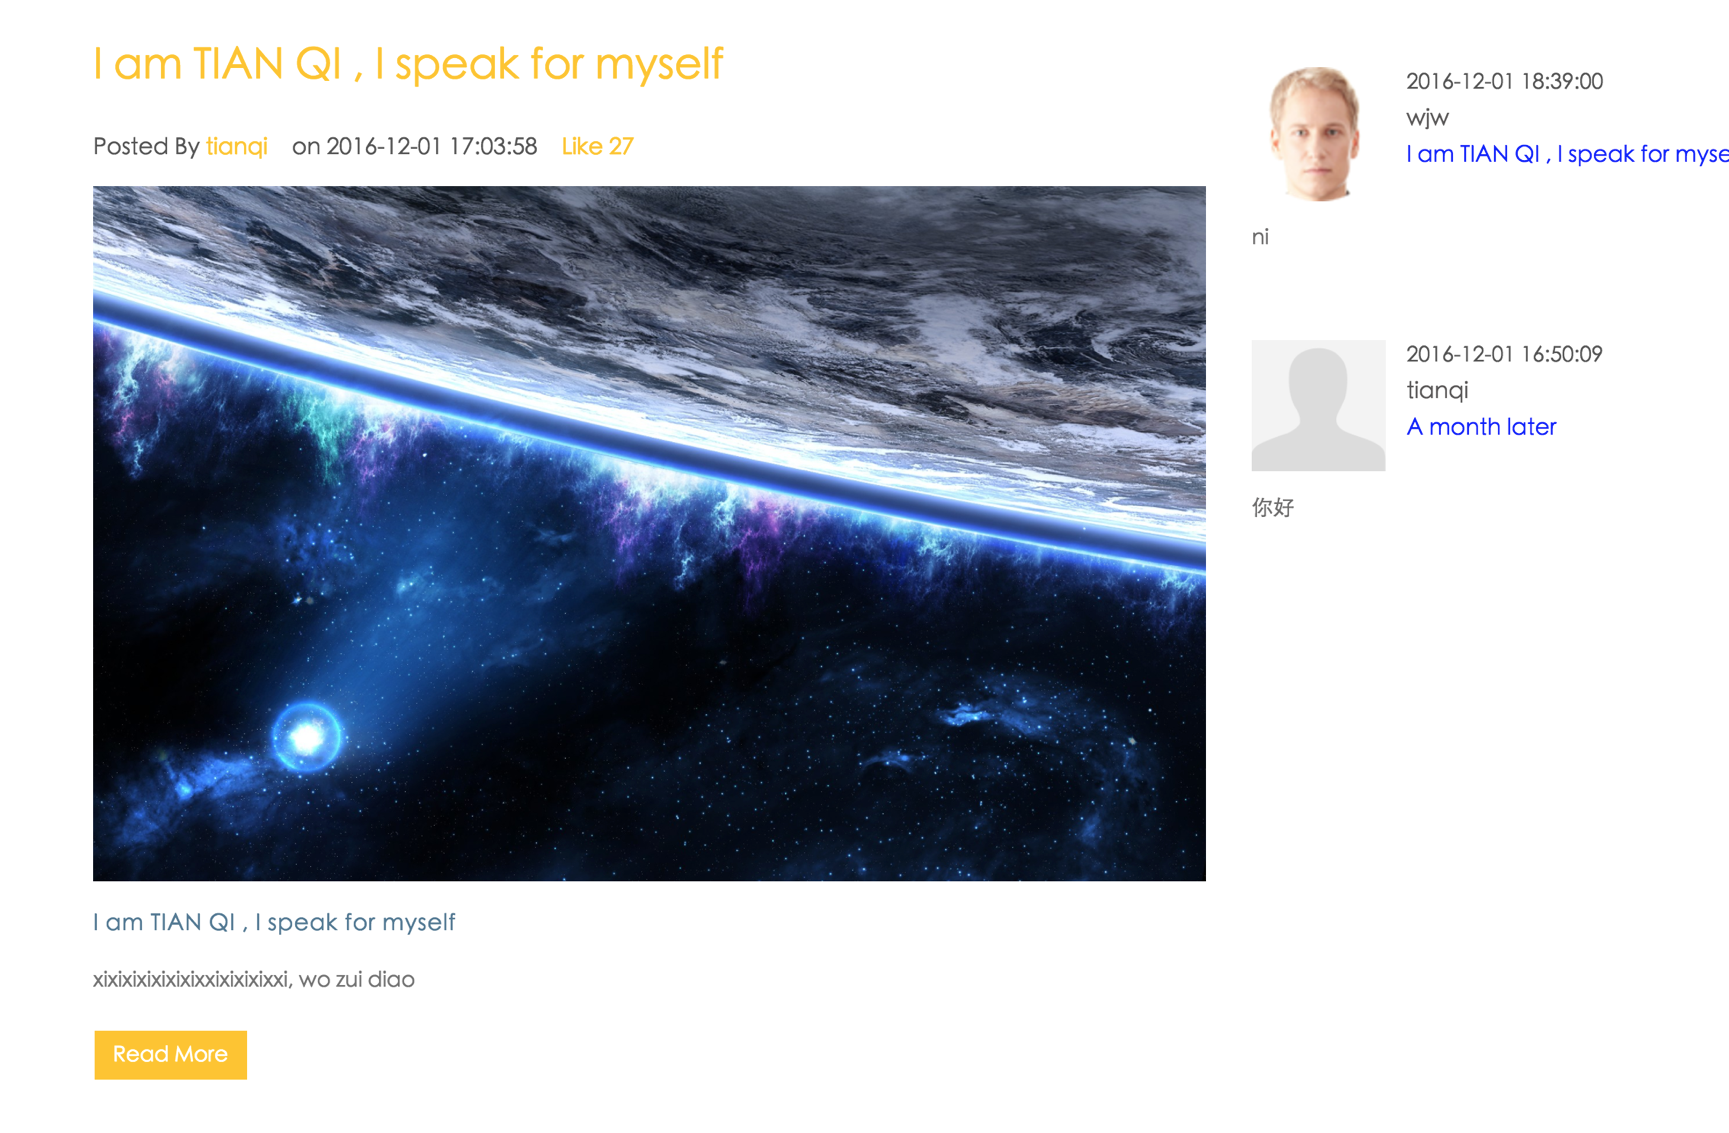 I am TIAN QI , I speak for myself
Posted By tianqi on 2016-12-01 17:03:58 Like 27
I am TIAN QI , I speak for myself
xixixixixixixixxixixixixxi, wo zui diao
Read More
2016-12-01 18:39:00
wjw
I am TIAN QI , I speak for myse
ni
2016-12-01 16:50:09
tianqi
A month later
你好